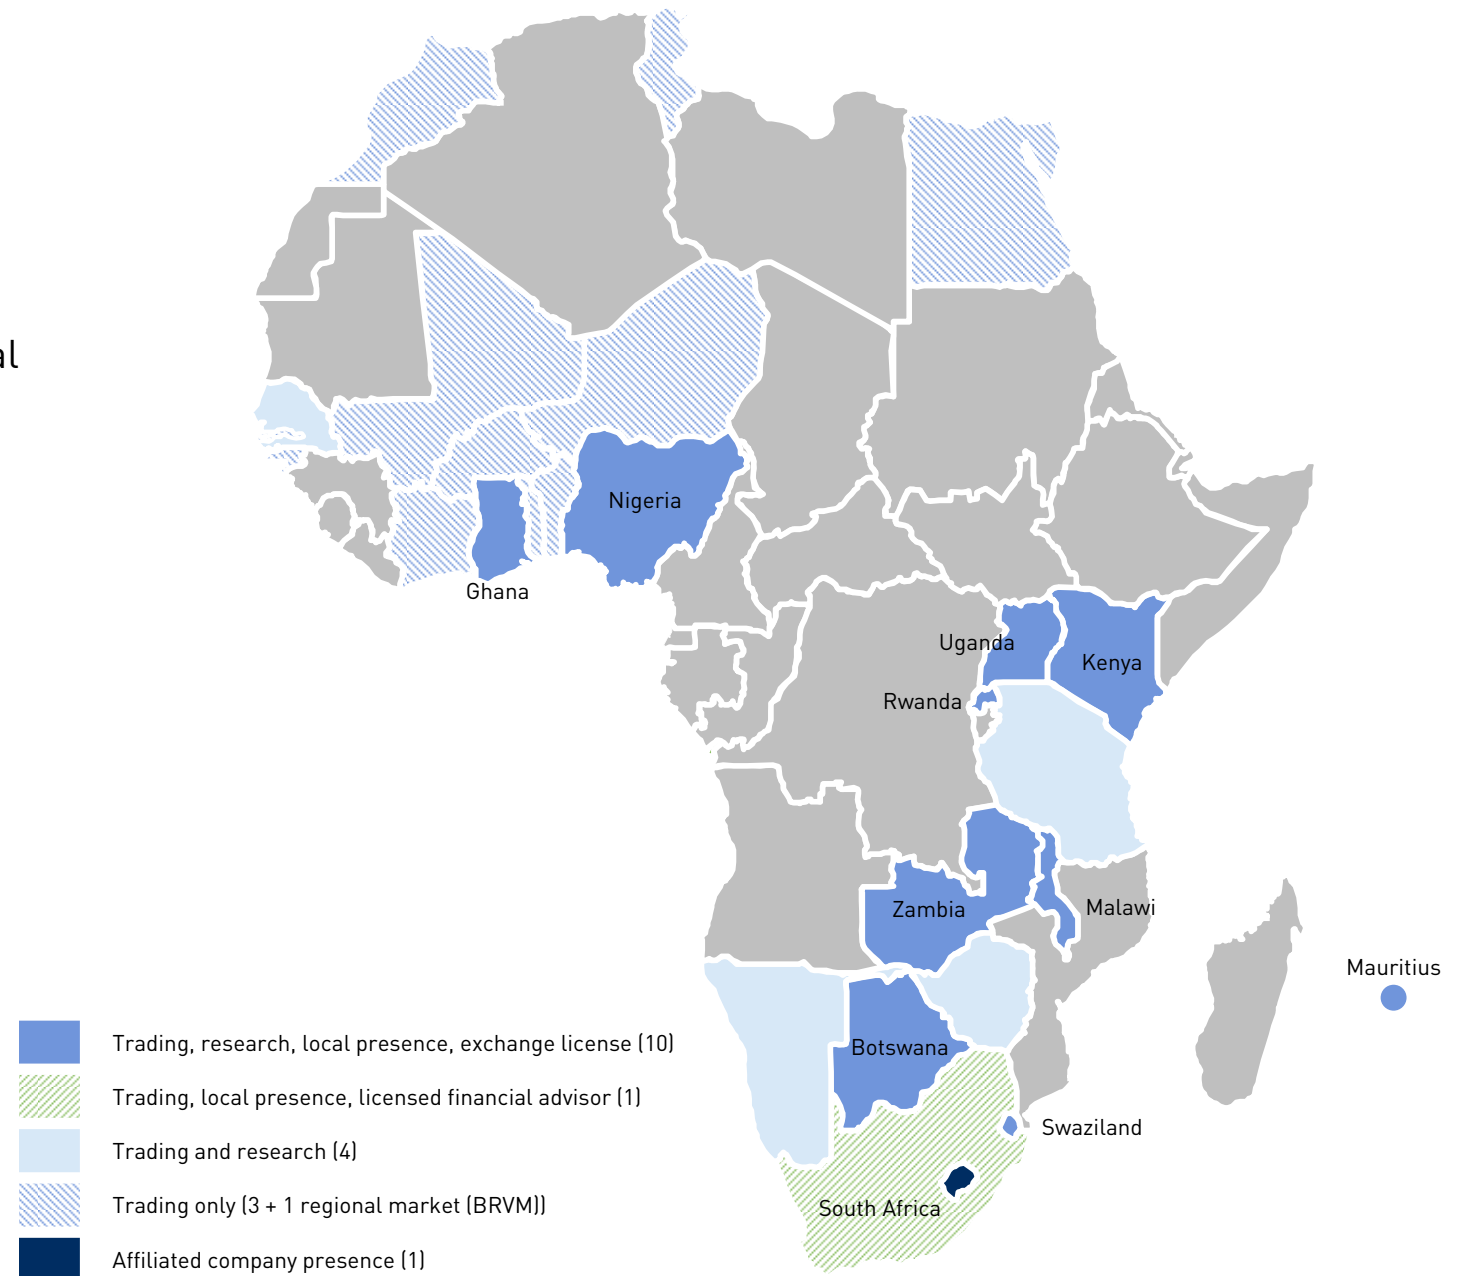 al
Nigeria
Ghana
Uganda
Kenya
Rwanda
Zambia
Malawi
Mauritius
Botswana
Swaziland
South Africa
Trading, research, local presence, exchange license (10)
Trading, local presence, licensed financial advisor (1)
Trading and research (4)
Trading only (3 + 1 regional market (BRVM))
Affiliated company presence (1)